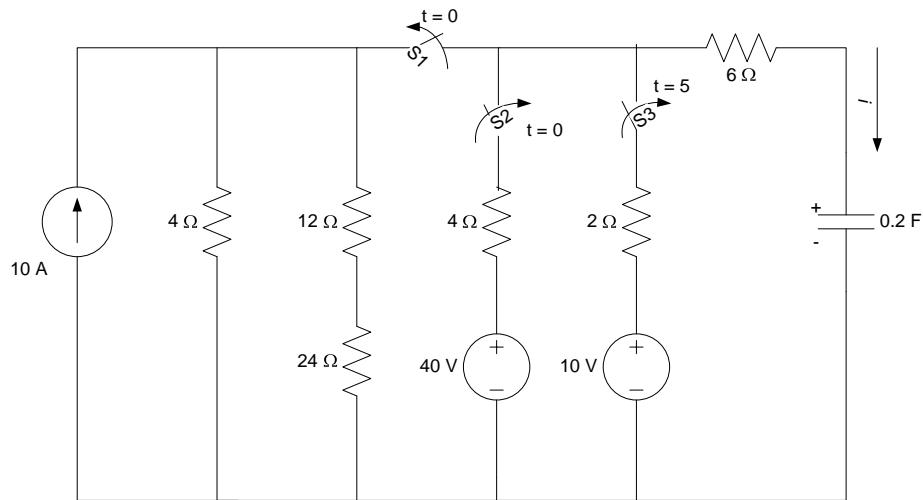 t = 0
S1
6 Ω
t = 5
S2
S3
t = 0
i
10 A
4 Ω
12 Ω
4 Ω
2 Ω
+
0.2 F
-
24 Ω
40 V
+
−
10 V
+
−